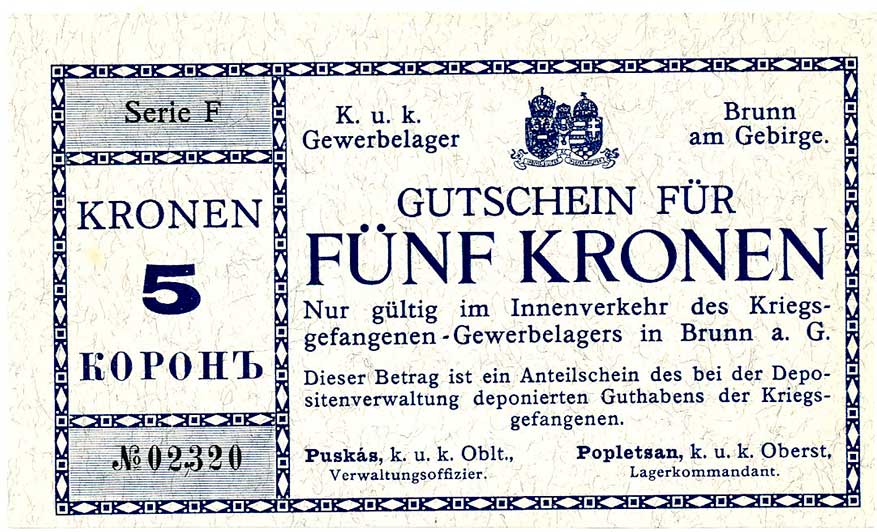 Serie F
KRONEN
5
КОРОНЪ
№ 02320
K. u. k.
Gewerbelager
Brunn
am Gebirge.
GUTSCHEIN FÜR
FÜNF KRONEN
Nur gültig im Innenverkehr des Kriegs-
gefangenen-Gewerbelagers in Brunn a. G.
Dieser Betrag ist ein Anteilschein des bei der Depo-
sitenverwaltung deponierten Guthabens der Kriegs-
gefangenen.
Puskás, k. u. k. Oblt.,
Verwaltungsoffizier.
Popletsan, k. u. k. Oberst,
Lagerkommandant.